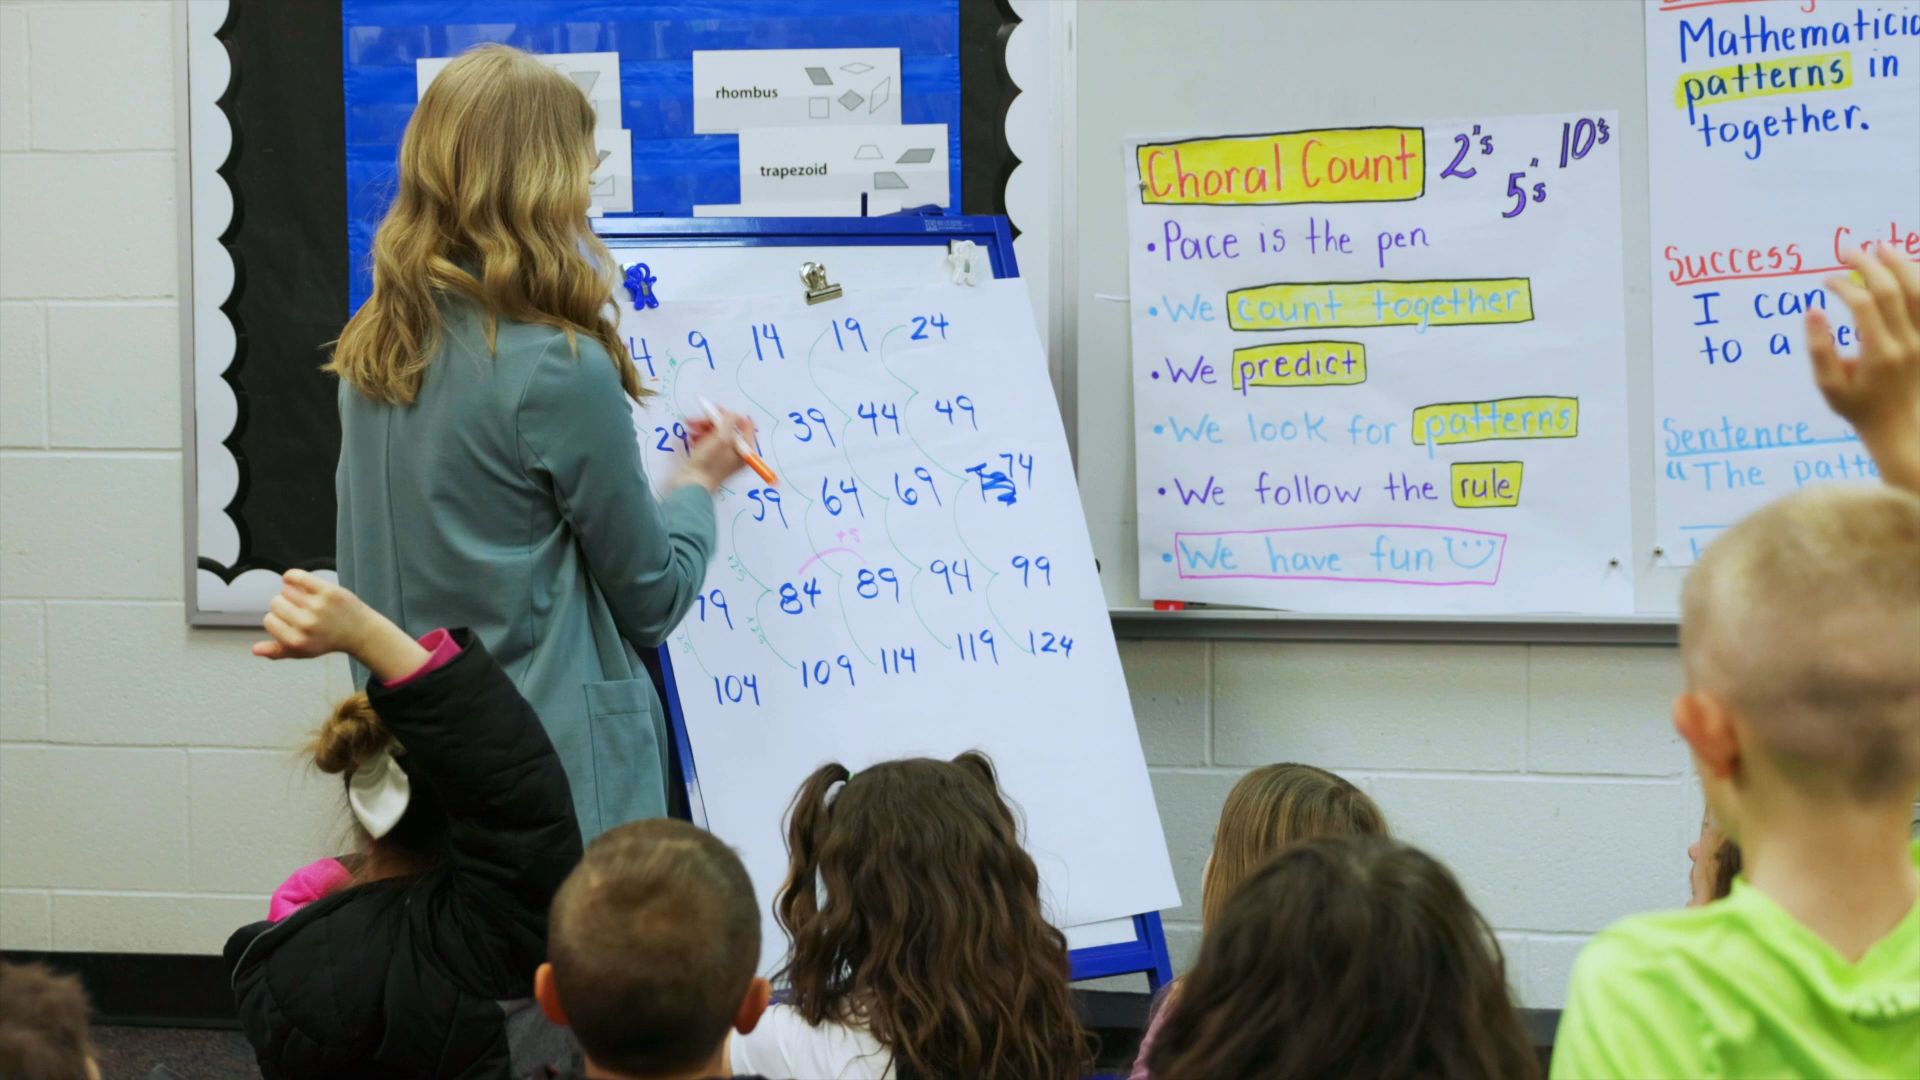 rhombus
trapezoid
4 9 14 19 24
29 39 44 49
59 64 69 74
+5
79 84 89 94 99
104 109 114 119 124
Choral Count 2's 5's 10's
• Pace is the pen
• We count together
• We predict
• We look for patterns
• We follow the rule
• We have fun
patterns in
together.
Success
I can
to a
Sentence
"The